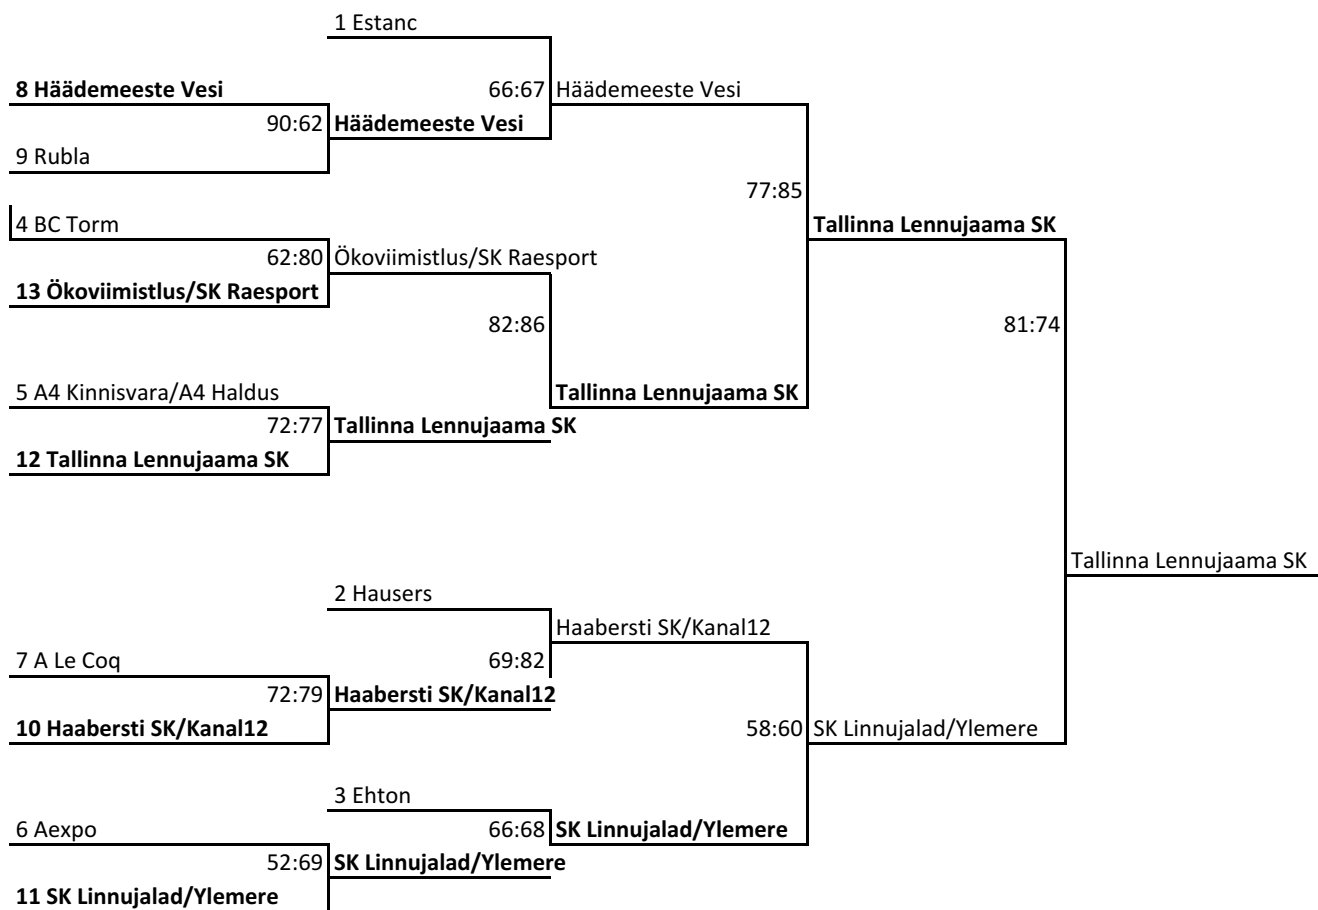 1 Estanc
8 Häädemeeste Vesi
66:67 Häädemeeste Vesi
90:62 Häädemeeste Vesi
9 Rubla
77:85
4 BC Torm
Tallinna Lennujaama SK
62:80 Ökoviimistlus/SK Raesport
13 Ökoviimistlus/SK Raesport
82:86
81:74
5 A4 Kinnisvara/A4 Haldus
Tallinna Lennujaama SK
72:77 Tallinna Lennujaama SK
12 Tallinna Lennujaama SK
Tallinna Lennujaama SK
2 Hausers
Haabersti SK/Kanal12
7 A Le Coq
69:82
72:79 Haabersti SK/Kanal12
10 Haabersti SK/Kanal12
58:60 SK Linnujalad/Ylemere
3 Ehton
6 Aexpo
66:68 SK Linnujalad/Ylemere
52:69 SK Linnujalad/Ylemere
11 SK Linnujalad/Ylemere